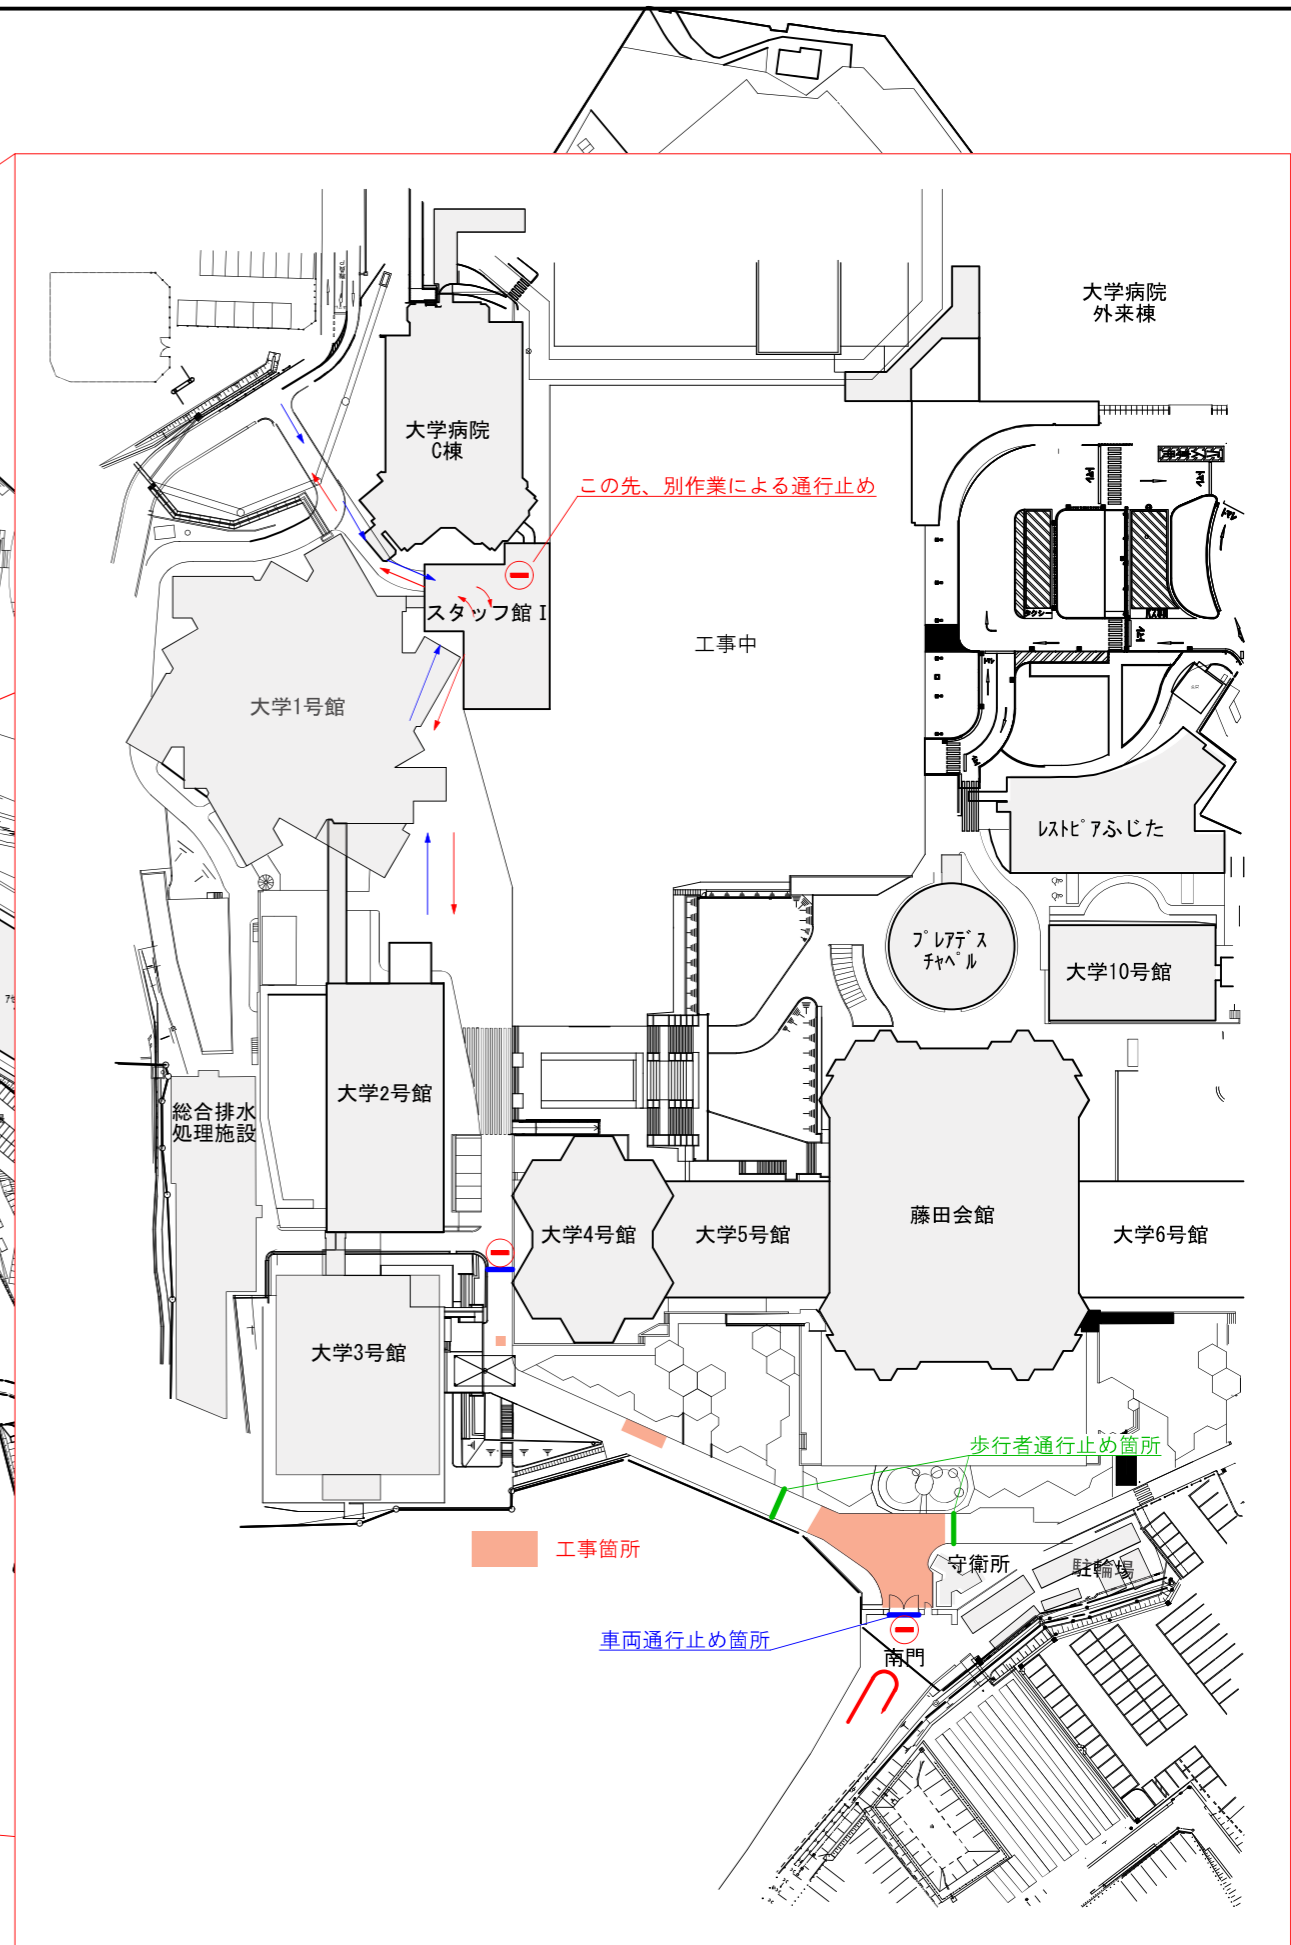 大学病院
外来棟
大学病院
C棟
この先、別作業による通行止め
スタッフ館Ⅰ
工事中
大学1号館
タクシー
レストピアふじた
プレアデス
チャペル
大学10号館
大学2号館
総合排水
処理施設
大学4号館
大学5号館
藤田会館
大学6号館
大学3号館
歩行者通行止め箇所
工事箇所
守衛所
駐輪場
車両通行止め箇所
南門